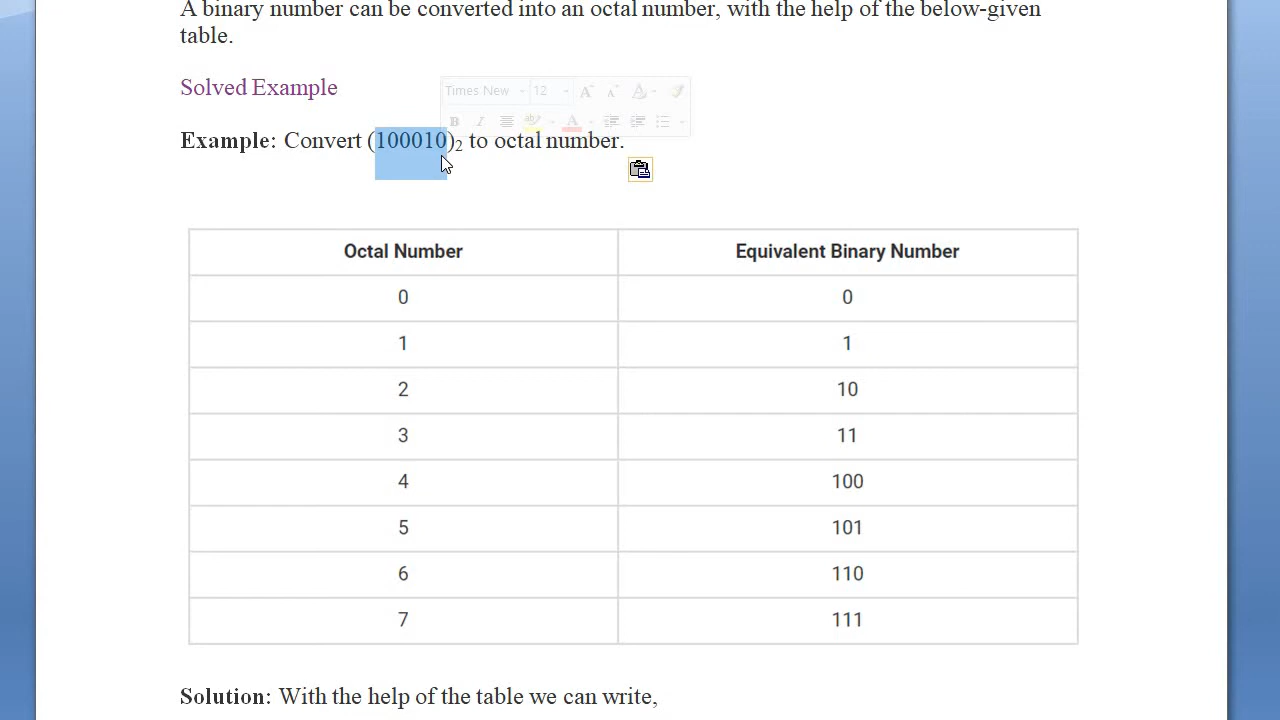 A binary number can be converted into an octal number, with the help of the below-given
table.
Solved Example
Times New 12
Example: Convert (100010)₂ to octal number.
Octal Number Equivalent Binary Number
0 0
1 1
2 10
3 11
4 100
5 101
6 110
7 111
Solution: With the help of the table we can write,